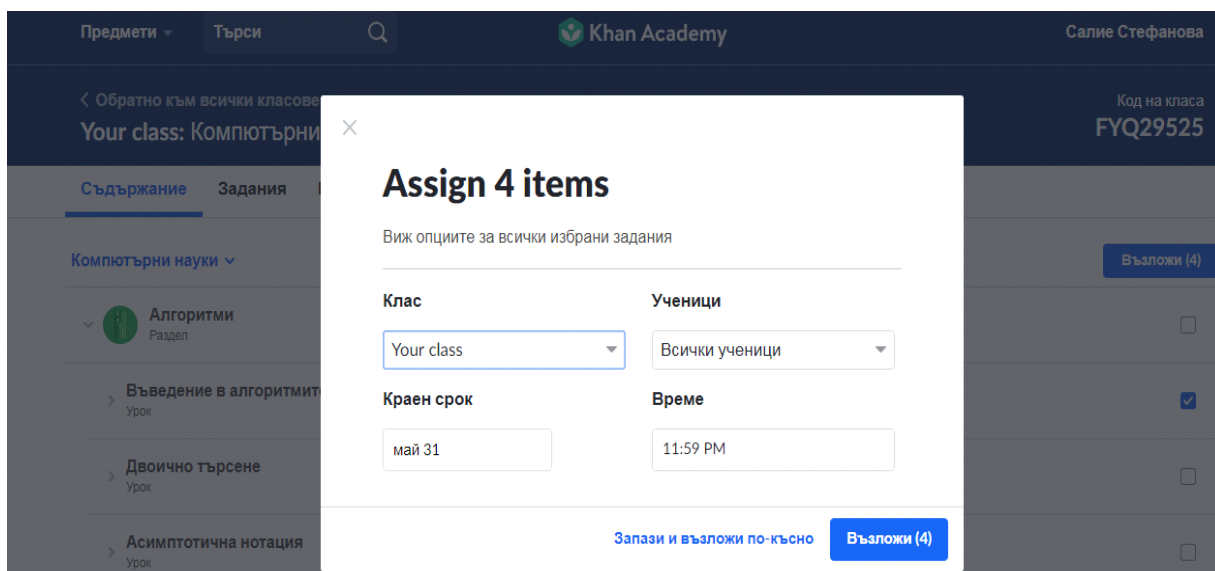 Предмети Търси Khan Academy Салие Стефанова
Обратно към всички класове Код на класа
Your class: Компютърни FYQ29525
Съдържание Задания
Компютърни науки Възложи (4)
Алгоритми
Раздел
Въведение в
Урок
Двоично търсене
Урок
Асимптотична нотация
Урок
Assign 4 items
Виж опциите за всички избрани задания
Клас Ученици
Your class Всички ученици
Краен срок Време
май 31 11:59 PM
Запази и възложи по-късно Възложи (4)